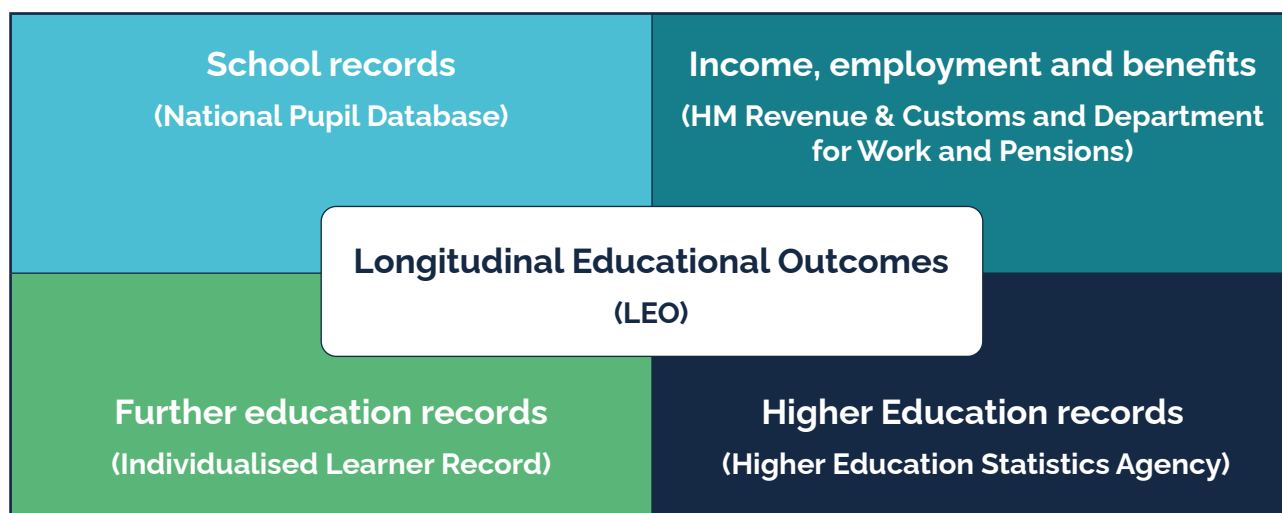 School records
(National Pupil Database)
Income, employment and benefits
(HM Revenue & Customs and Department
for Work and Pensions)
Longitudinal Educational Outcomes
(LEO)
Further education records
(Individualised Learner Record)
Higher Education records
(Higher Education Statistics Agency)